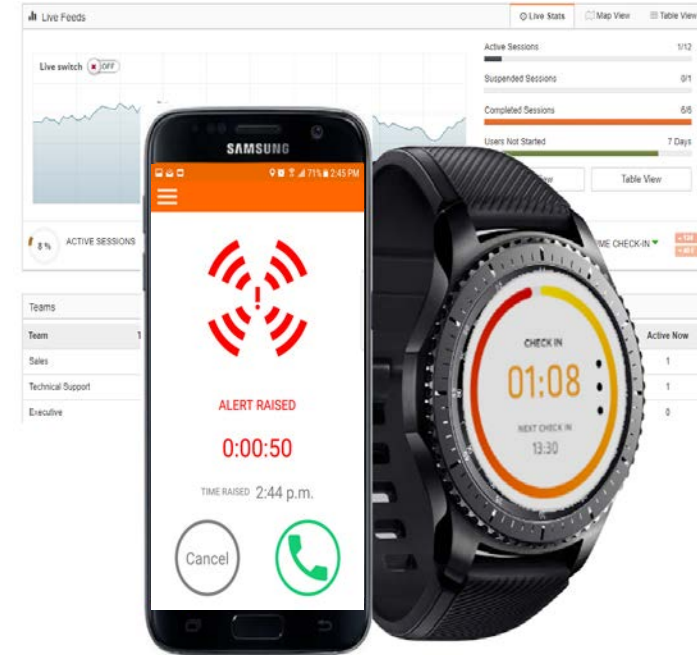 Live Feeds
Live Stats
Map View
Table View
Live switch
OFF
Active Sessions 1/12
Suspended Sessions 0/1
Completed Sessions 6/6
Users Not Started 7 Days
Table View
8 %
ACTIVE SESSIONS
CHECK-IN
Teams
Team
Active Now
Sales 1
Technical Support 1
Executive 0
SAMSUNG
71% 2:45 PM
!
ALERT RAISED
0:00:50
TIME RAISED 2:44 p.m.
Cancel
CHECK IN
01:08
NEXT CHECK IN
13:30